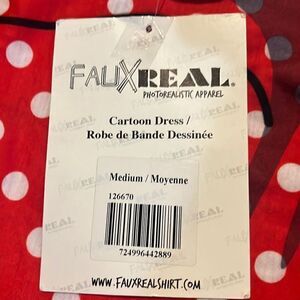 FAUXREAL®
PHOTOREALISTIC APPAREL
Cartoon Dress /
Robe de Bande Dessinée
Medium / Moyenne
126670
724996442889
WWW.FAUXREALSHIRT.COM